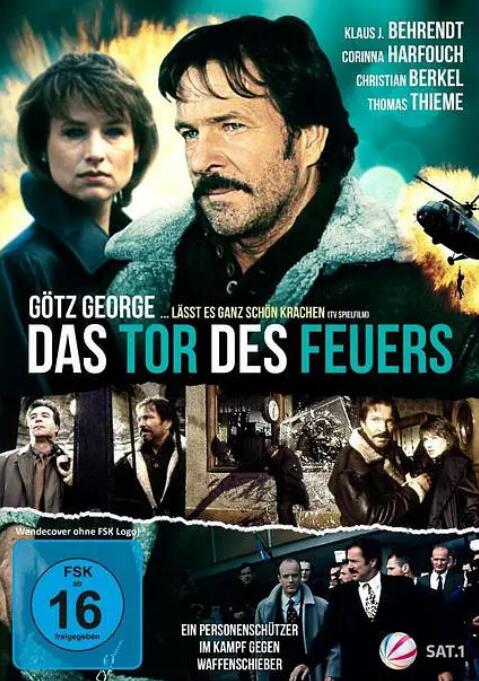 KLAUS J. BEHRENDT
CORINNA HARFOUCH
CHRISTIAN BERKEL
THOMAS THIEME
GÖTZ GEORGE ... LÄSST ES GANZ SCHÖN KRACHEN (TV SPIELFILM)
DAS TOR DES FEUERS
Wendecover ohne FSK Logo!
FSK
ab
16
freigegeben
EIN PERSONENSCHÜTZER
IM KAMPF GEGEN
WAFFENSCHIEBER
SAT.1